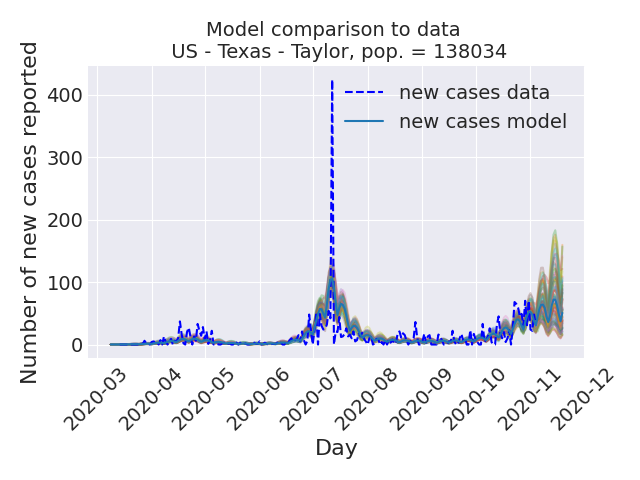 Model comparison to data
US - Texas - Taylor, pop. = 138034
Number of new cases reported
400
300
200
100
0
new cases data
new cases model
2020-03
2020-04
2020-05
2020-06
2020-07
2020-08
2020-09
2020-10
2020-11
2020-12
Day